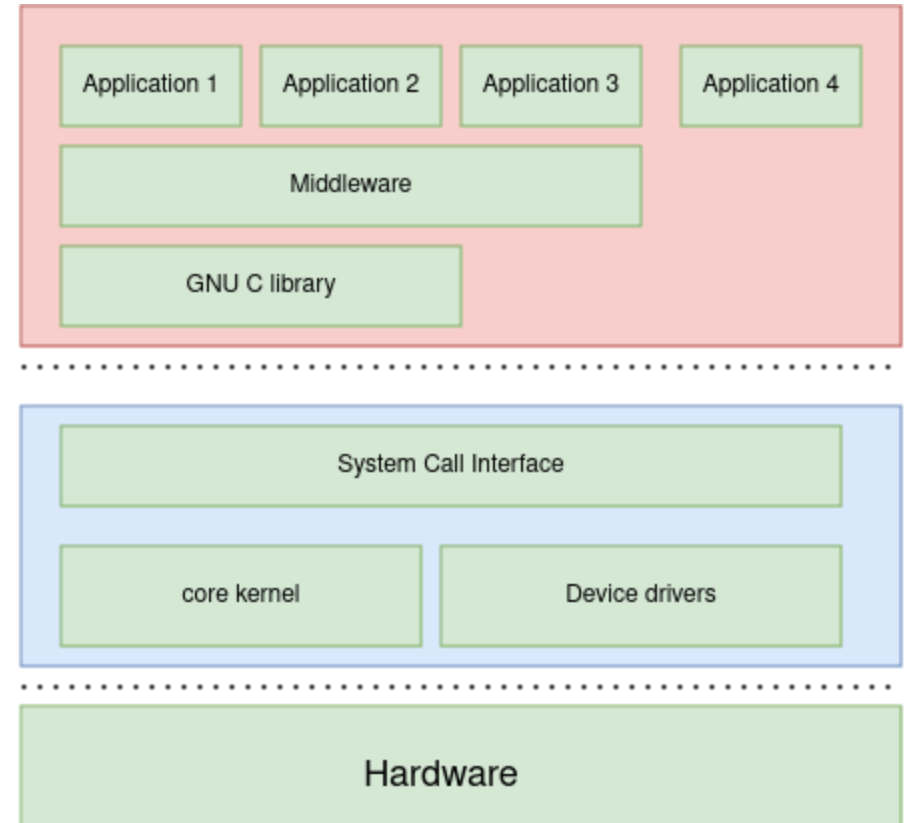 Application 1
Application 2
Application 3
Application 4
Middleware
GNU C library
System Call Interface
core kernel
Device drivers
Hardware